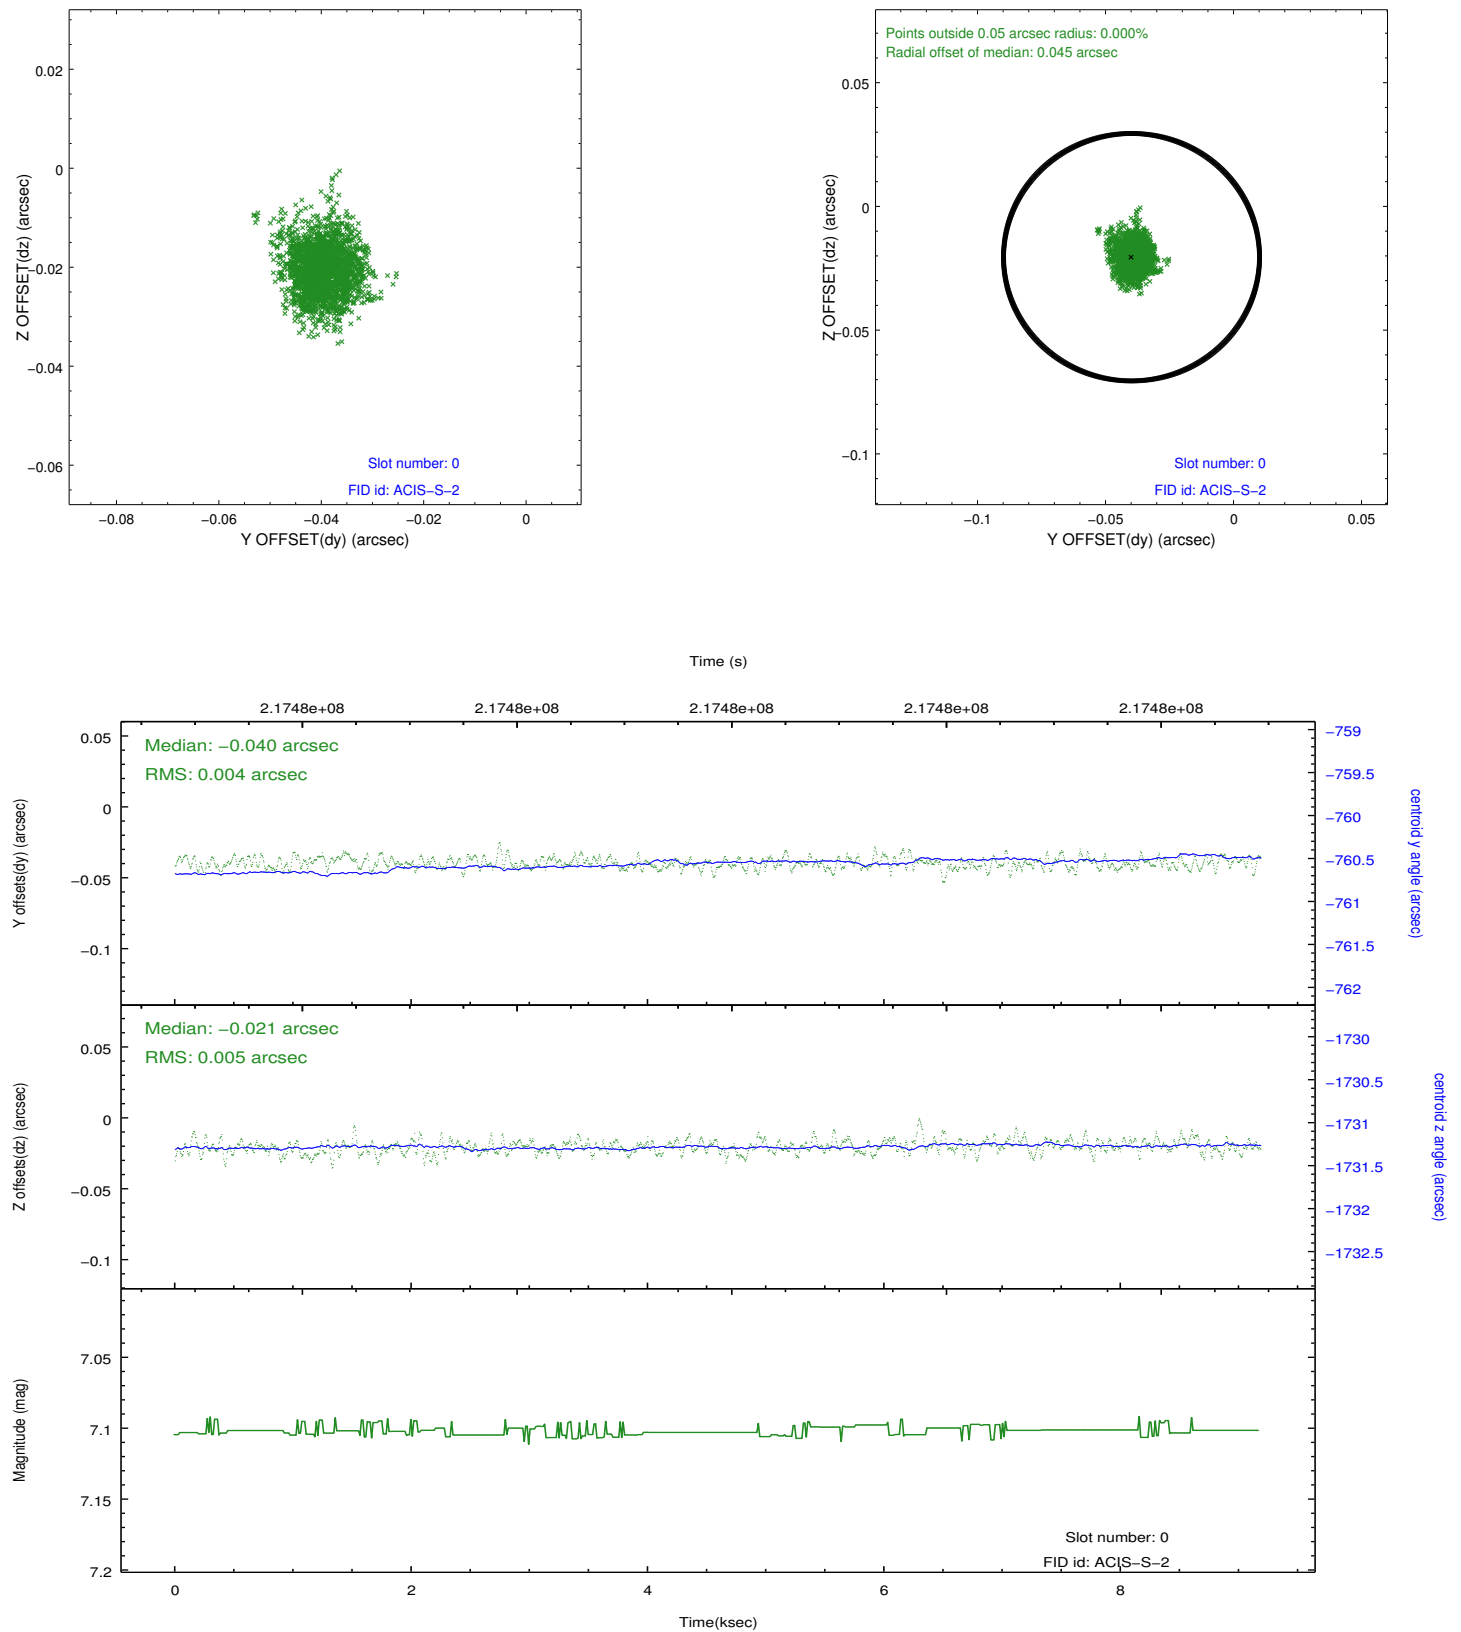 0.02
0
−0.02
−0.04
−0.06
Z OFFSET(dz) (arcsec)
Slot number: 0
FID id: ACIS−S−2
−0.08
−0.06
−0.04
−0.02
0
Y OFFSET(dy) (arcsec)
Points outside 0.05 arcsec radius: 0.000%
Radial offset of median: 0.045 arcsec
0.05
0
−0.05
−0.1
Z OFFSET(dz) (arcsec)
Slot number: 0
FID id: ACIS−S−2
−0.1
−0.05
0
0.05
Y OFFSET(dy) (arcsec)
Time (s)
2.1748e+08
2.1748e+08
2.1748e+08
2.1748e+08
2.1748e+08
Median: −0.040 arcsec
RMS: 0.004 arcsec
0.05
0
−0.05
−0.1
Y offsets(dy) (arcsec)
−759
−759.5
−760
−760.5
−761
−761.5
−762
centroid y angle (arcsec)
Median: −0.021 arcsec
RMS: 0.005 arcsec
0.05
0
−0.05
−0.1
Z offsets(dz) (arcsec)
−1730
−1730.5
−1731
−1731.5
−1732
−1732.5
centroid z angle (arcsec)
7.05
7.1
7.15
7.2
Magnitude (mag)
Slot number: 0
FID id: ACIS−S−2
0
2
4
6
8
Time(ksec)